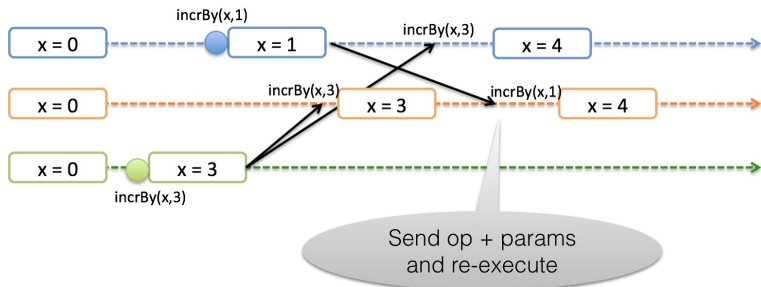 incrBy(x,1)
x = 0
x = 1
incrBy(x,3)
x = 4
x = 0
incrBy(x,3)
x = 3
incrBy(x,1)
x = 4
x = 0
x = 3
incrBy(x,3)
Send op + params
and re-execute